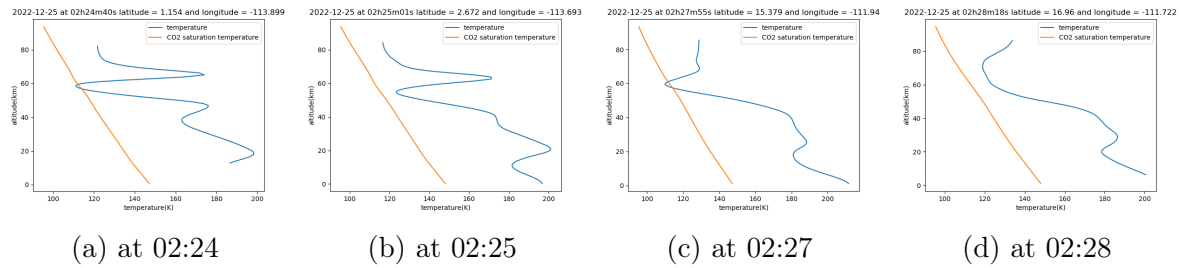 2022-12-25 02h24m40s latitude = 1.154 and longitude = -113.899
temperature
CO2 saturation temperature
altitude(km)
80
60
40
20
0
100 120 140 160 180 200
temperature(K)
(a) at 02:24
2022-12-25 02h25m01s latitude = 2.672 and longitude = -113.693
temperature
CO2 saturation temperature
altitude(km)
80
60
40
20
0
100 120 140 160 180 200
temperature(K)
(b) at 02:25
2022-12-25 02h27m55s latitude = 15.379 and longitude = -111.94
temperature
CO2 saturation temperature
altitude(km)
80
60
40
20
0
100 120 140 160 180 200
temperature(K)
(c) at 02:27
2022-12-25 02h28m18s latitude = 16.96 and longitude = -111.722
temperature
CO2 saturation temperature
altitude(km)
80
60
40
20
0
100 120 140 160 180 200
temperature(K)
(d) at 02:28